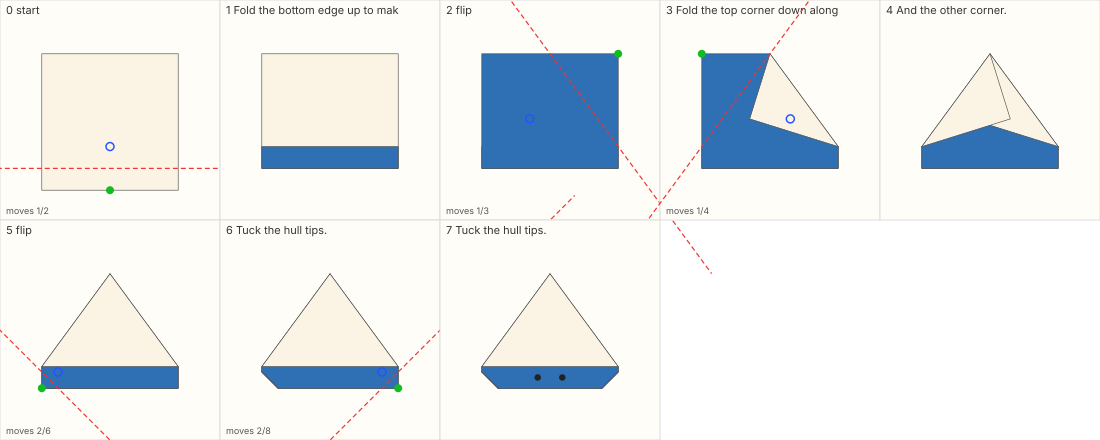 0 start
1 Fold the bottom edge up to mak
2 flip
3 Fold the top corner down along
4 And the other corner.
moves 1/2
moves 1/3
moves 1/4
5 flip
6 Tuck the hull tips.
7 Tuck the hull tips.
moves 2/6
moves 2/8